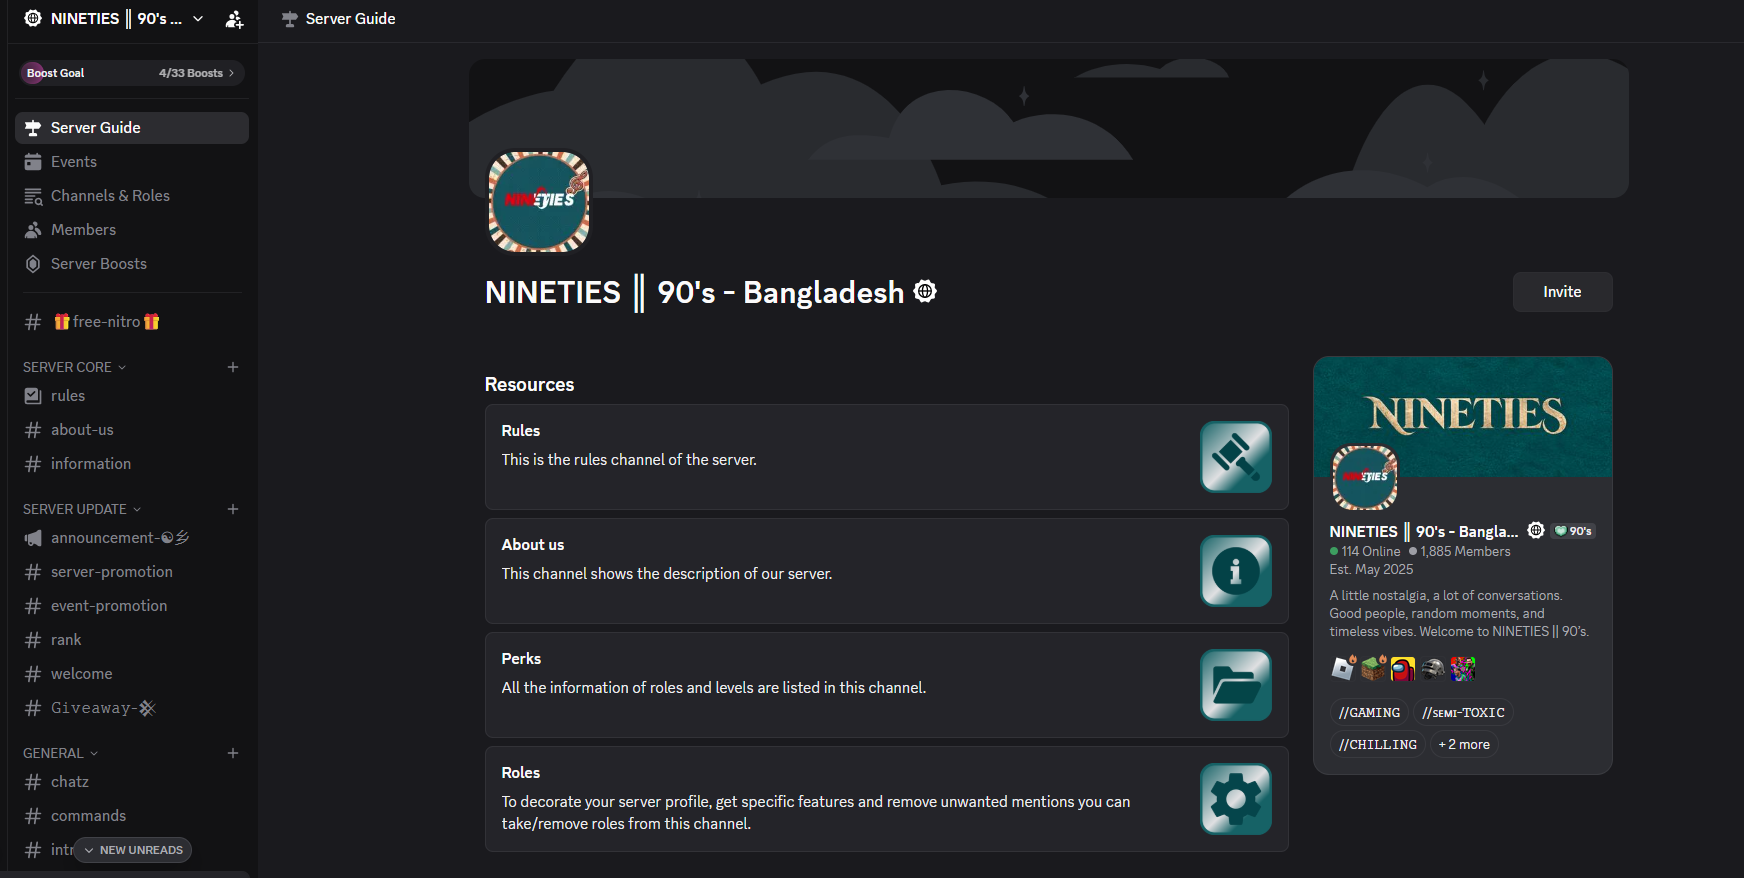 NINETIES ║ 90's ...
Server Guide
Boost Goal
4/33 Boosts
Server Guide
Events
Channels & Roles
Members
Server Boosts
🎁free-nitro🎁
SERVER CORE
rules
about-us
information
SERVER UPDATE
announcement-☯彡
server-promotion
event-promotion
rank
welcome
Giveaway-
GENERAL
chatz
commands
intr
NEW UNREADS
NINETIES
NINETIES ║ 90's - Bangladesh
Invite
Resources
Rules
This is the rules channel of the server.
About us
This channel shows the description of our server.
Perks
All the information of roles and levels are listed in this channel.
Roles
To decorate your server profile, get specific features and remove unwanted mentions you can
take/remove roles from this channel.
NINETIES
NINETIES
NINETIES ║ 90's - Bangla...
90's
114 Online
1,885 Members
Est. May 2025
A little nostalgia, a lot of conversations.
Good people, random moments, and
timeless vibes. Welcome to NINETIES || 90's.
//GAMING
//ꜱᴇᴍɪ-TOXIC
//CHILLING
+ 2 more